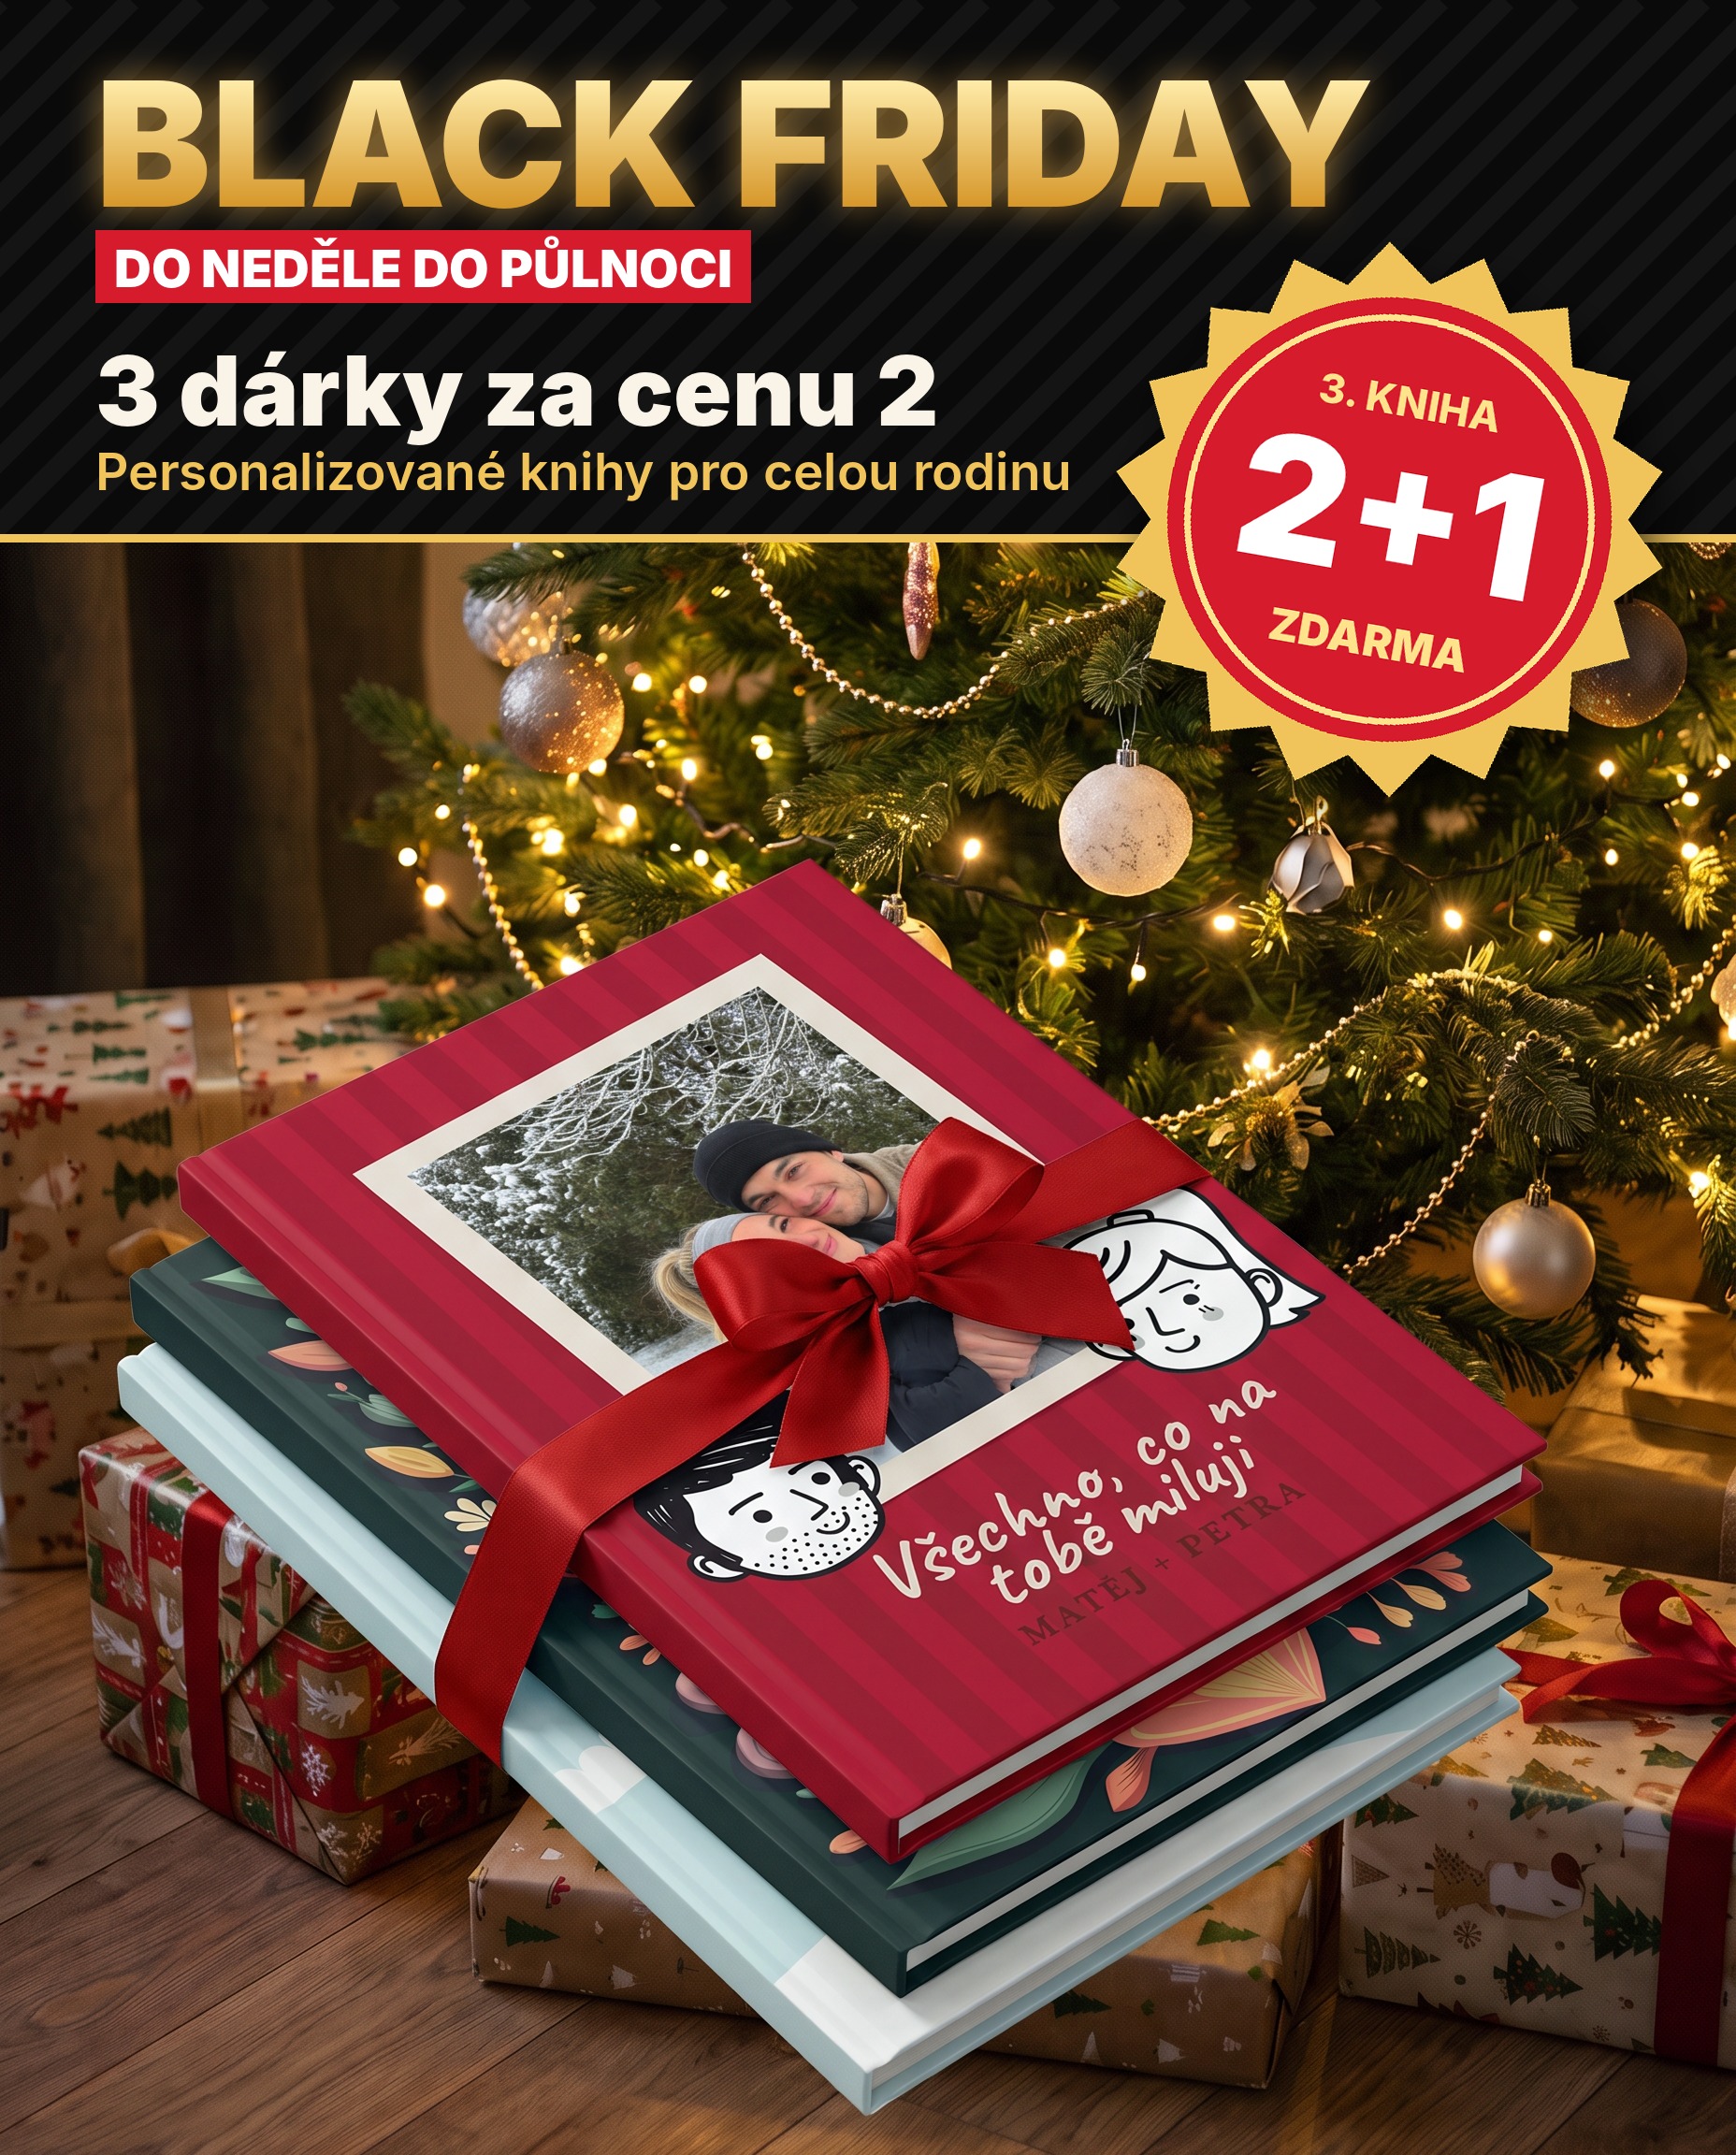 BLACK FRIDAY
DO NEDĚLE DO PŮLNOCI
3 dárky za cenu 2
Personalizované knihy pro celou rodinu
3. KNIHA
2+1
ZDARMA
Všechno, co na
tobě miluji
MATĚJ + PETRA